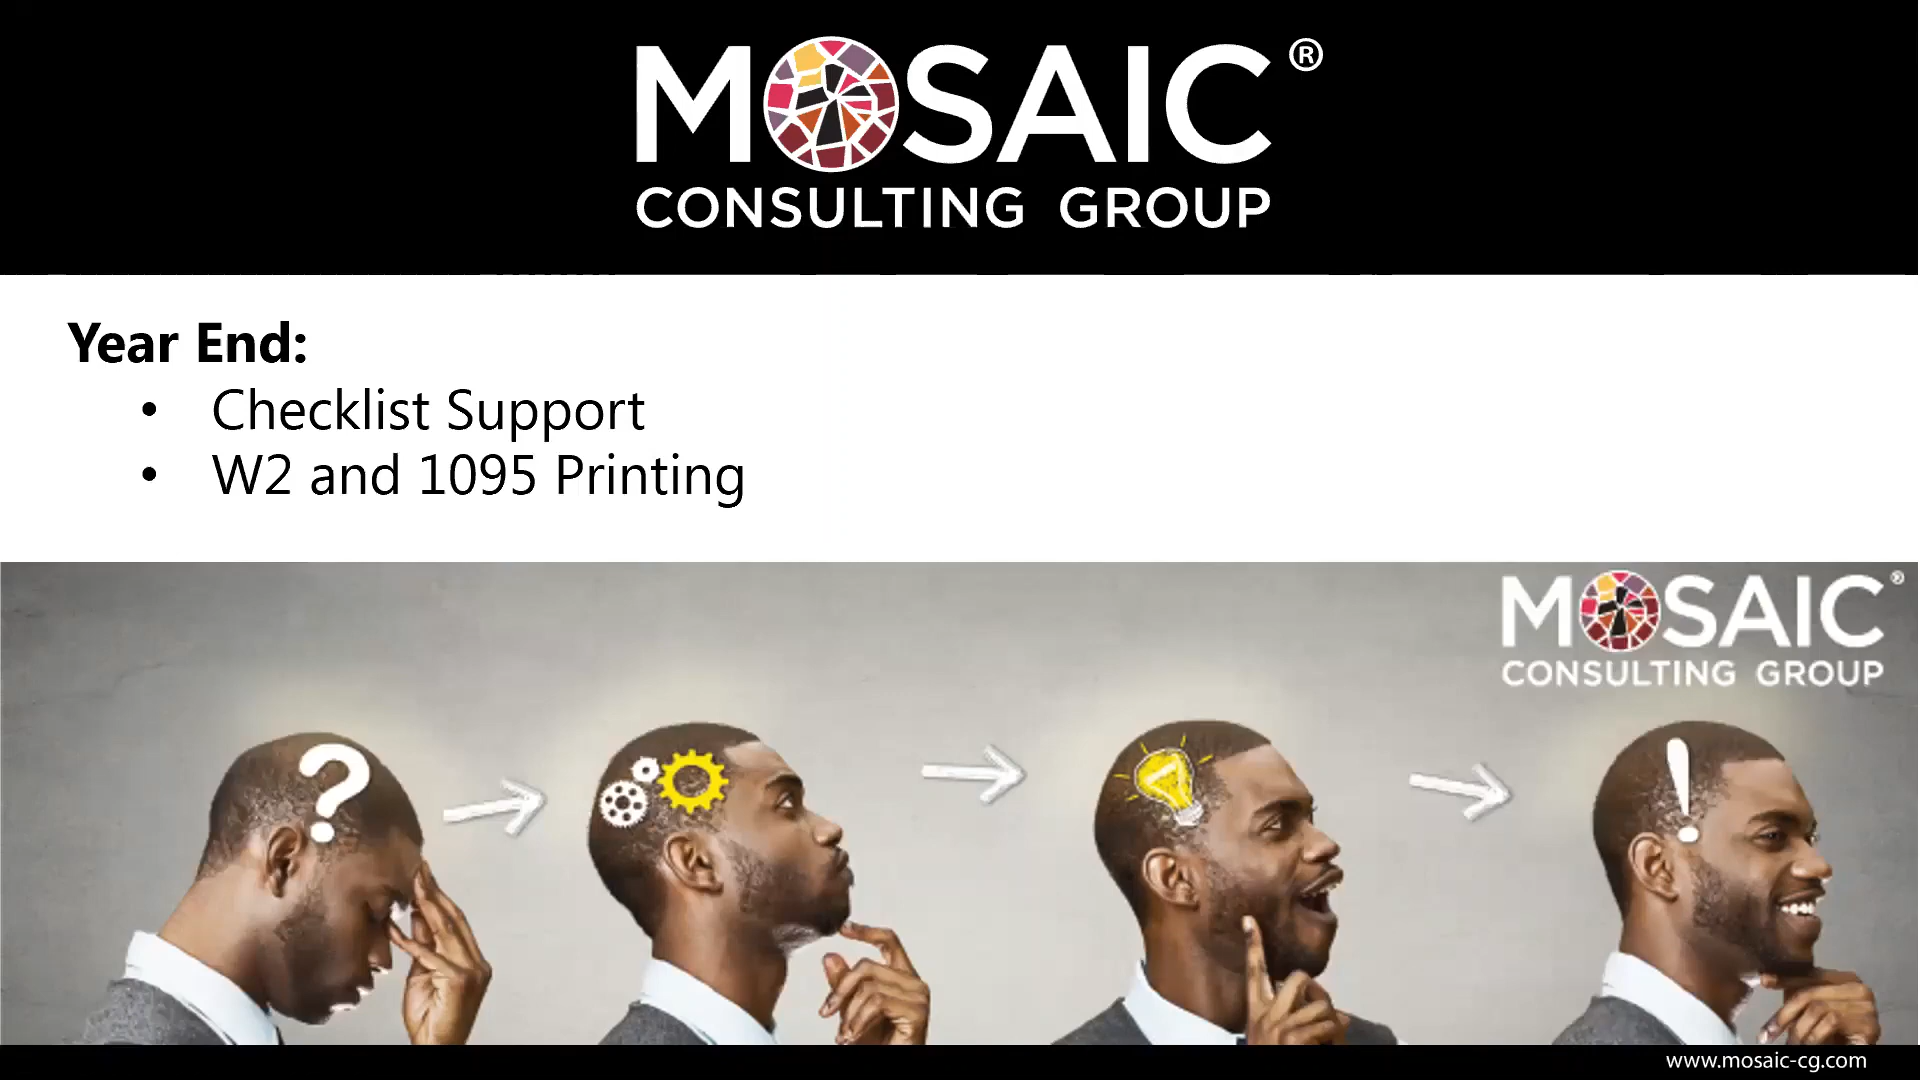 MOSAIC®
CONSULTING GROUP
Year End:
• Checklist Support
• W2 and 1095 Printing
MOSAIC®
CONSULTING GROUP
?
!
www.mosaic-cg.com